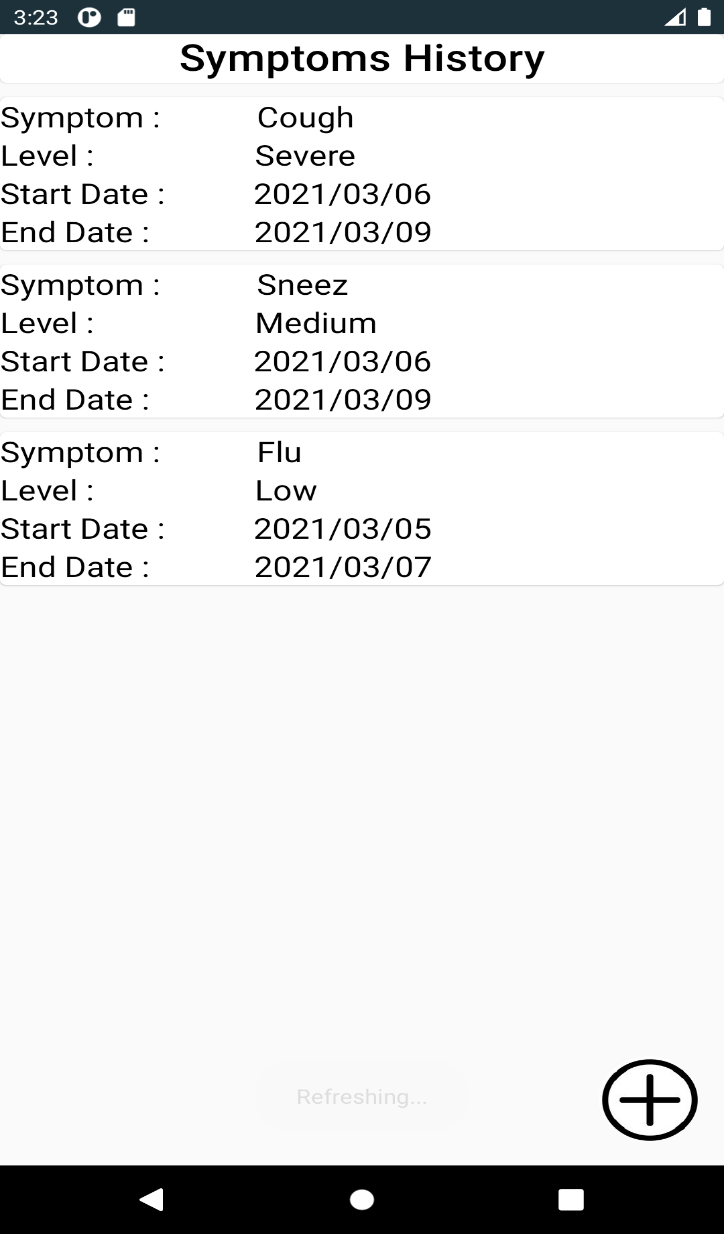 3:23
Symptoms History
Symptom : Cough
Level : Severe
Start Date : 2021/03/06
End Date : 2021/03/09
Symptom : Sneez
Level : Medium
Start Date : 2021/03/06
End Date : 2021/03/09
Symptom : Flu
Level : Low
Start Date : 2021/03/05
End Date : 2021/03/07
Refreshing...